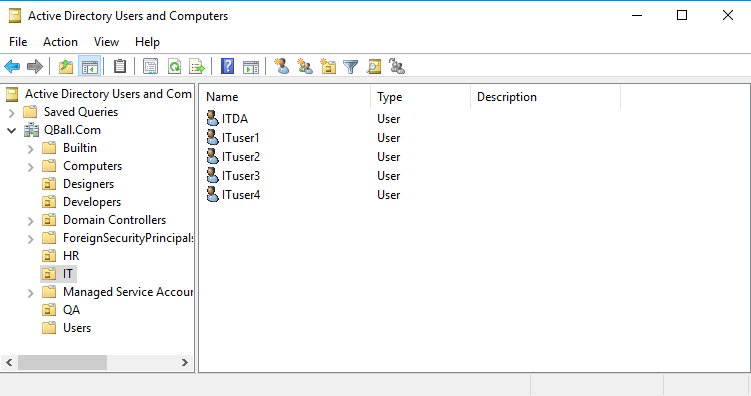 Active Directory Users and Computers
File Action View Help
Active Directory Users and Com
Saved Queries
QBall.Com
Builtin
Computers
Designers
Developers
Domain Controllers
ForeignSecurityPrincipals
HR
IT
Managed Service Accour
QA
Users
Name Type Description
ITDA User
ITuser1 User
ITuser2 User
ITuser3 User
ITuser4 User